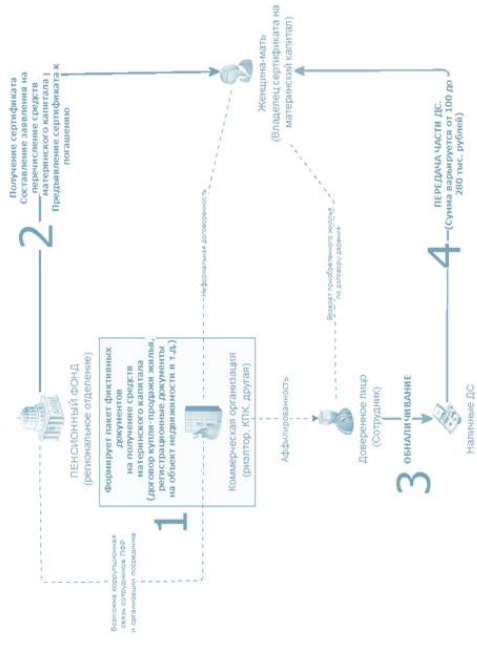 Получение сертификата
Составление заявления на
перечисление средств
материнского капитала |
Предъявление сертификата к
погашению
2
Женщина-мать
(Владелец сертификата на
материнский капитал)
ПЕНСИОННЫЙ ФОНД
(региональное отделение)
Неформальная договоренность
Возможна коррупционная
связь сотрудников ПФР
и организации посредника
1
Формирует пакет фиктивных
документов
на получение средств
материнского капитала
(договор купли-продажи жилья,
регистрационные документы
на объект недвижимости и т.д.)
Коммерческая организация
(риэлтор, КПК, другая)
Аффилированность
Возврат приобретенного жилья
по договору дарения
Доверенное лицо
(Сотрудник)
3
ОБНАЛИЧИВАНИЕ
Наличные ДС
4
ПЕРЕДАЧА ЧАСТИ ДС.
(Сумма варьируется от 100 до
280 тыс. рублей)